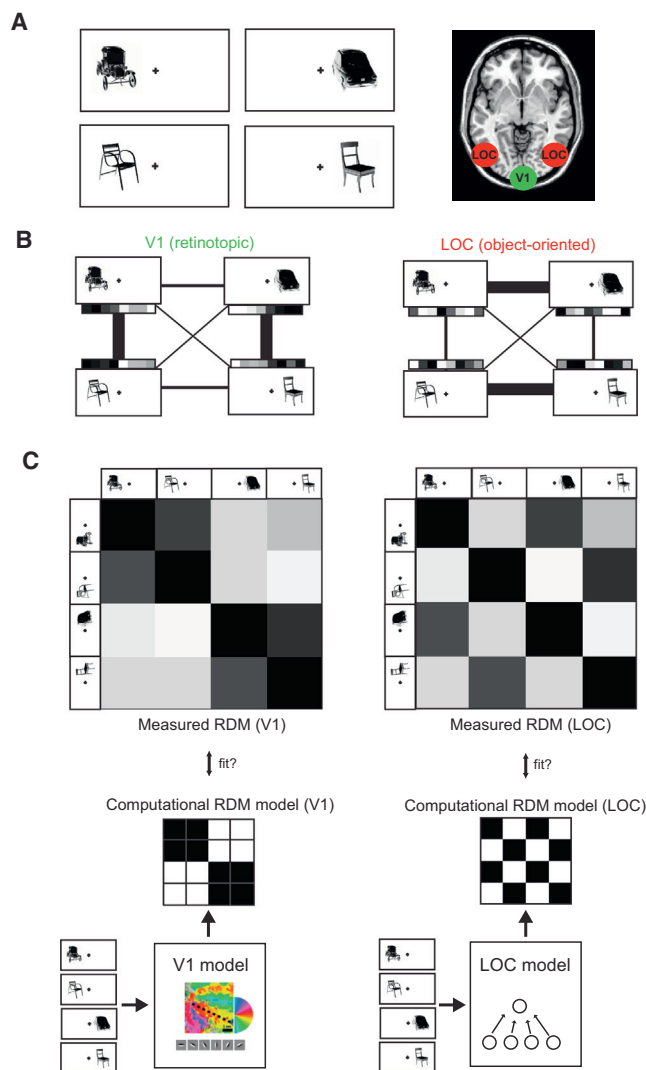 A
LOC
LOC
V1
B
V1 (retinotopic)
LOC (object-oriented)
C
Measured RDM (V1)
Measured RDM (LOC)
fit?
fit?
Computational RDM model (V1)
Computational RDM model (LOC)
V1 model
LOC model